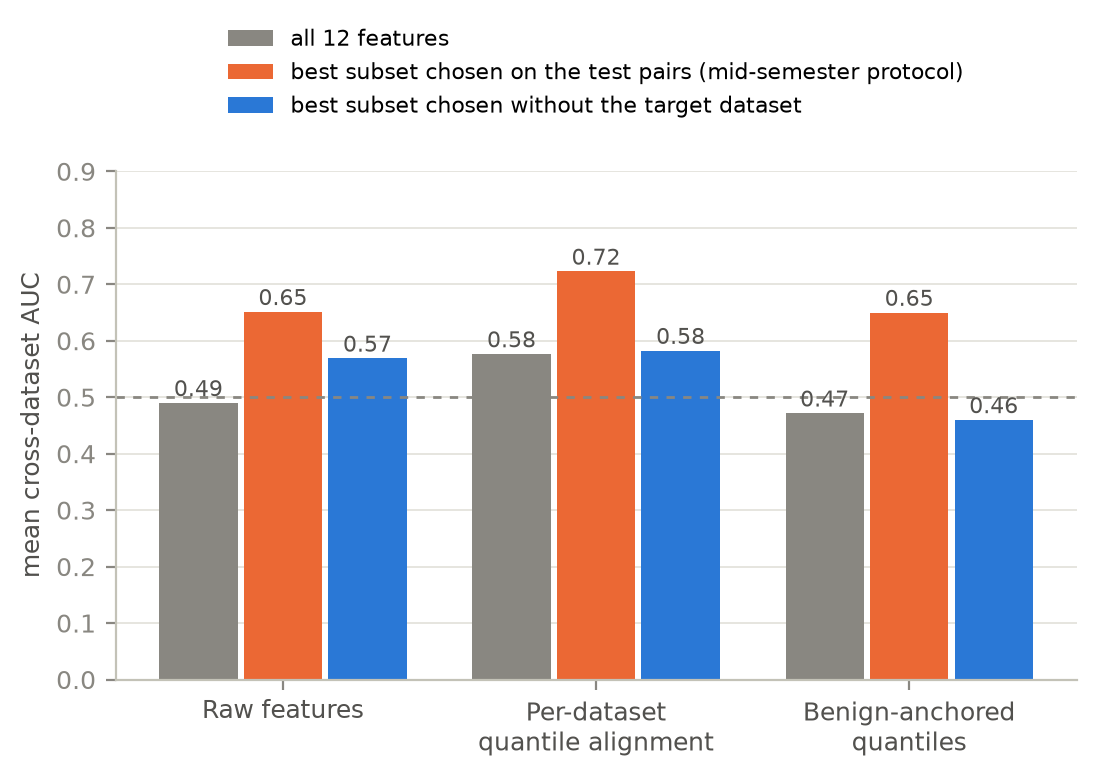 all 12 features
best subset chosen on the test pairs (mid-semester protocol)
best subset chosen without the target dataset
mean cross-dataset AUC
0.9
0.8
0.7
0.6
0.5
0.4
0.3
0.2
0.1
0.0
0.49
0.65
0.57
0.58
0.72
0.58
0.47
0.65
0.46
Raw features
Per-dataset
quantile alignment
Benign-anchored
quantiles